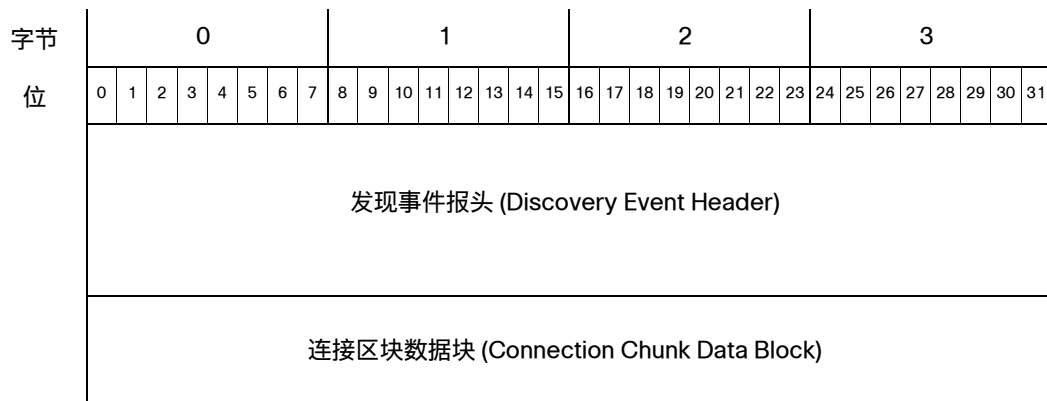 字节 0 1 2 3
位 0 1 2 3 4 5 6 7 8 9 10 11 12 13 14 15 16 17 18 19 20 21 22 23 24 25 26 27 28 29 30 31
发现事件报头 (Discovery Event Header)
连接区块数据块 (Connection Chunk Data Block)